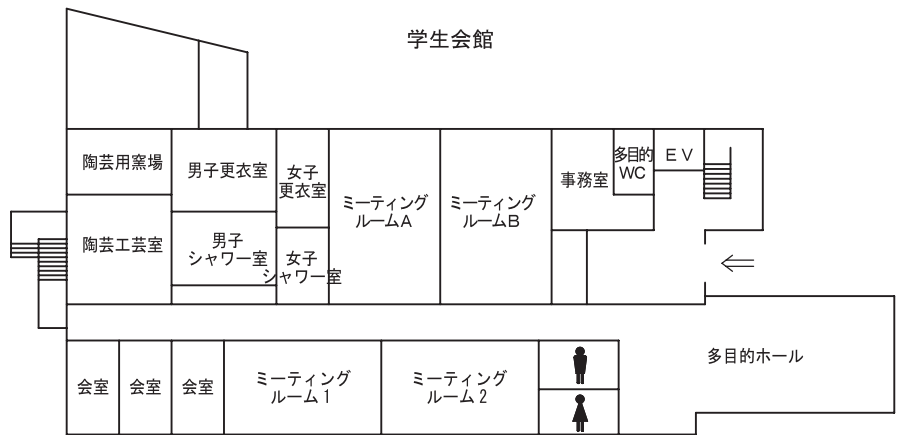 学生会館
陶芸用窯場
男子更衣室
女子
更衣室
ミーティング
ルームA
ミーティング
ルームB
事務室
多目的
WC
EV
陶芸工芸室
男子
シャワー室
女子
シャワー室
多目的ホール
会室
会室
会室
ミーティング
ルーム1
ミーティング
ルーム2